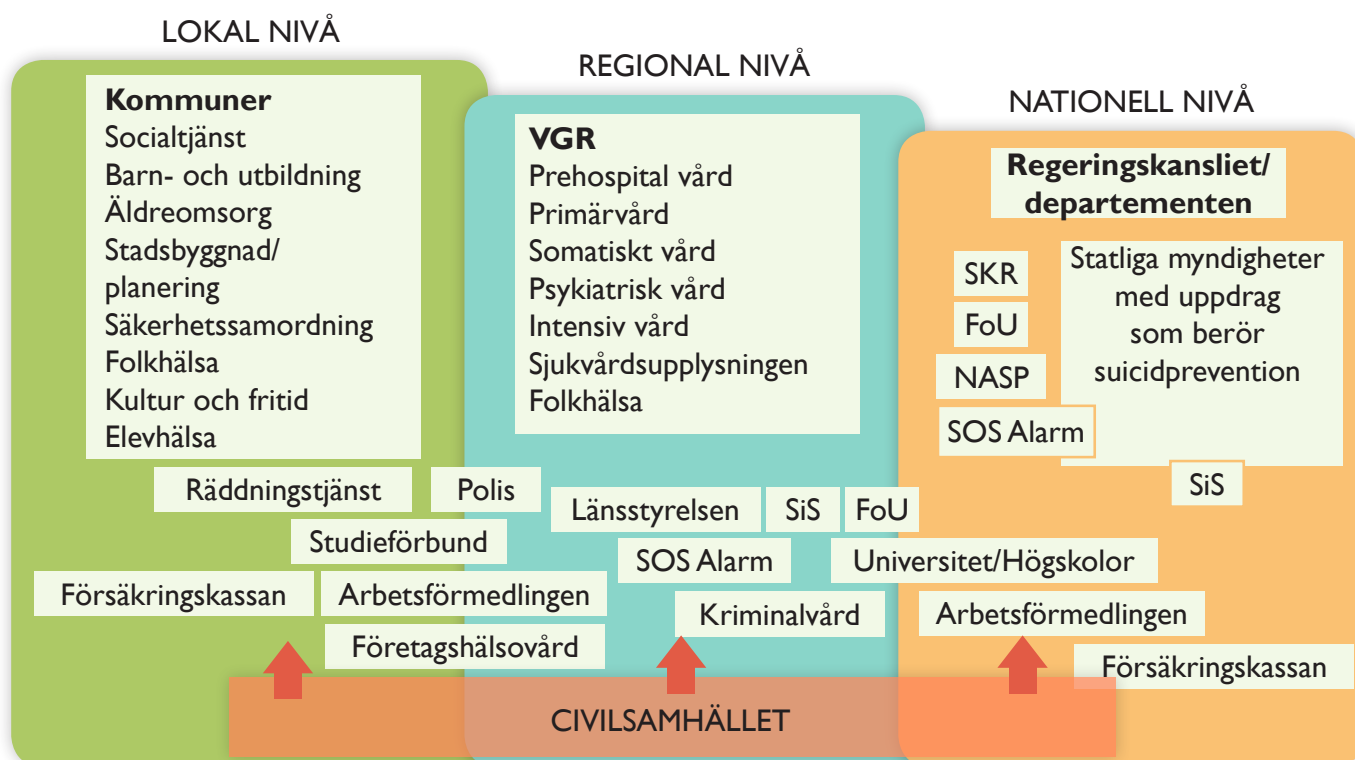 LOKAL NIVÅ
Kommuner
Socialtjänst
Barn- och utbildning
Äldreomsorg
Stadsbyggnad/
planering
Säkerhetssamordning
Folkhälsa
Kultur och fritid
Elevhälsa
Räddningstjänst
Polis
Studieförbund
Försäkringskassan
Arbetsförmedlingen
Företagshälsovård
REGIONAL NIVÅ
VGR
Prehospital vård
Primärvård
Somatiskt vård
Psykiatrisk vård
Intensiv vård
Sjukvårdsupplysningen
Folkhälsa
Länsstyrelsen
SiS
FoU
SOS Alarm
Universitet/Högskolor
Kriminalvård
NATIONELL NIVÅ
Regeringskansliet/
departementen
SKR
FoU
NASP
SOS Alarm
Statliga myndigheter
med uppdrag
som berör
suicidprevention
SiS
Arbetsförmedlingen
Försäkringskassan
CIVILSAMHÄLLET